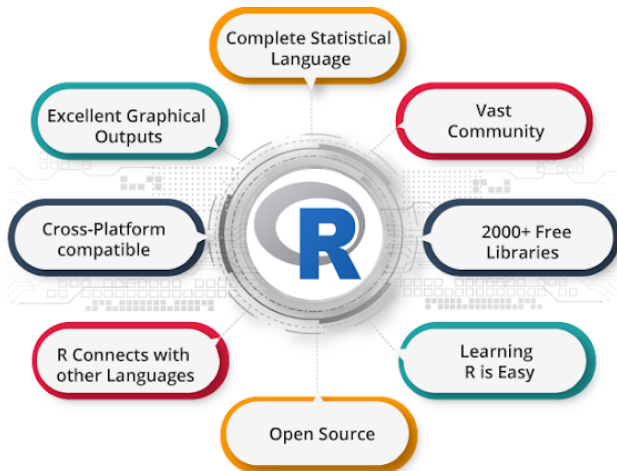 Complete Statistical
Language
Excellent Graphical
Outputs
Vast
Community
Cross-Platform
compatible
R
2000+ Free
Libraries
R Connects with
other Languages
Learning
R is Easy
Open Source